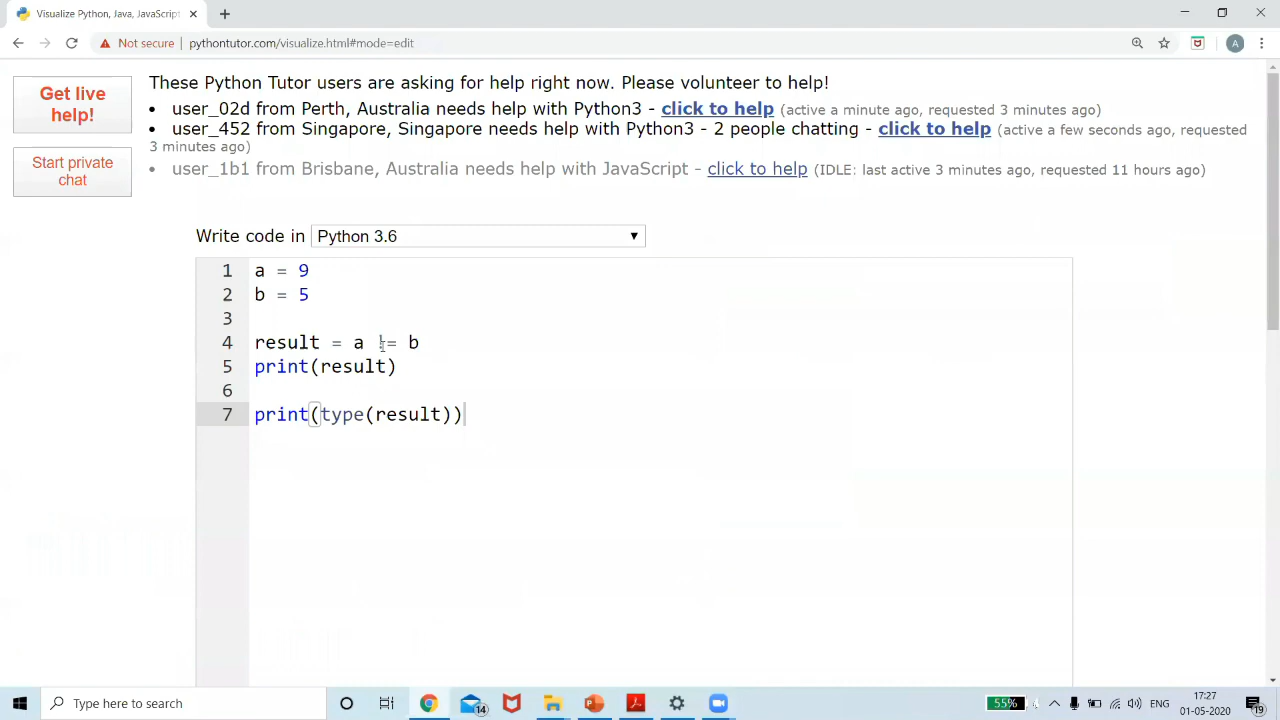 Visualize Python, Java, JavaScript
Not secure
pythontutor.com/visualize.html#mode=edit
A
Get live help!
Start private chat
These Python Tutor users are asking for help right now. Please volunteer to help!
• user_02d from Perth, Australia needs help with Python3 - click to help (active a minute ago, requested 3 minutes ago)
• user_452 from Singapore, Singapore needs help with Python3 - 2 people chatting - click to help (active a few seconds ago, requested
3 minutes ago)
• user_1b1 from Brisbane, Australia needs help with JavaScript - click to help (IDLE: last active 3 minutes ago, requested 11 hours ago)
Write code in Python 3.6
1 a = 9
2 b = 5
3
4 result = a != b
5 print(result)
6
7 print(type(result))
Type here to search
14
55%
ENG
17:27
01-05-2020
19